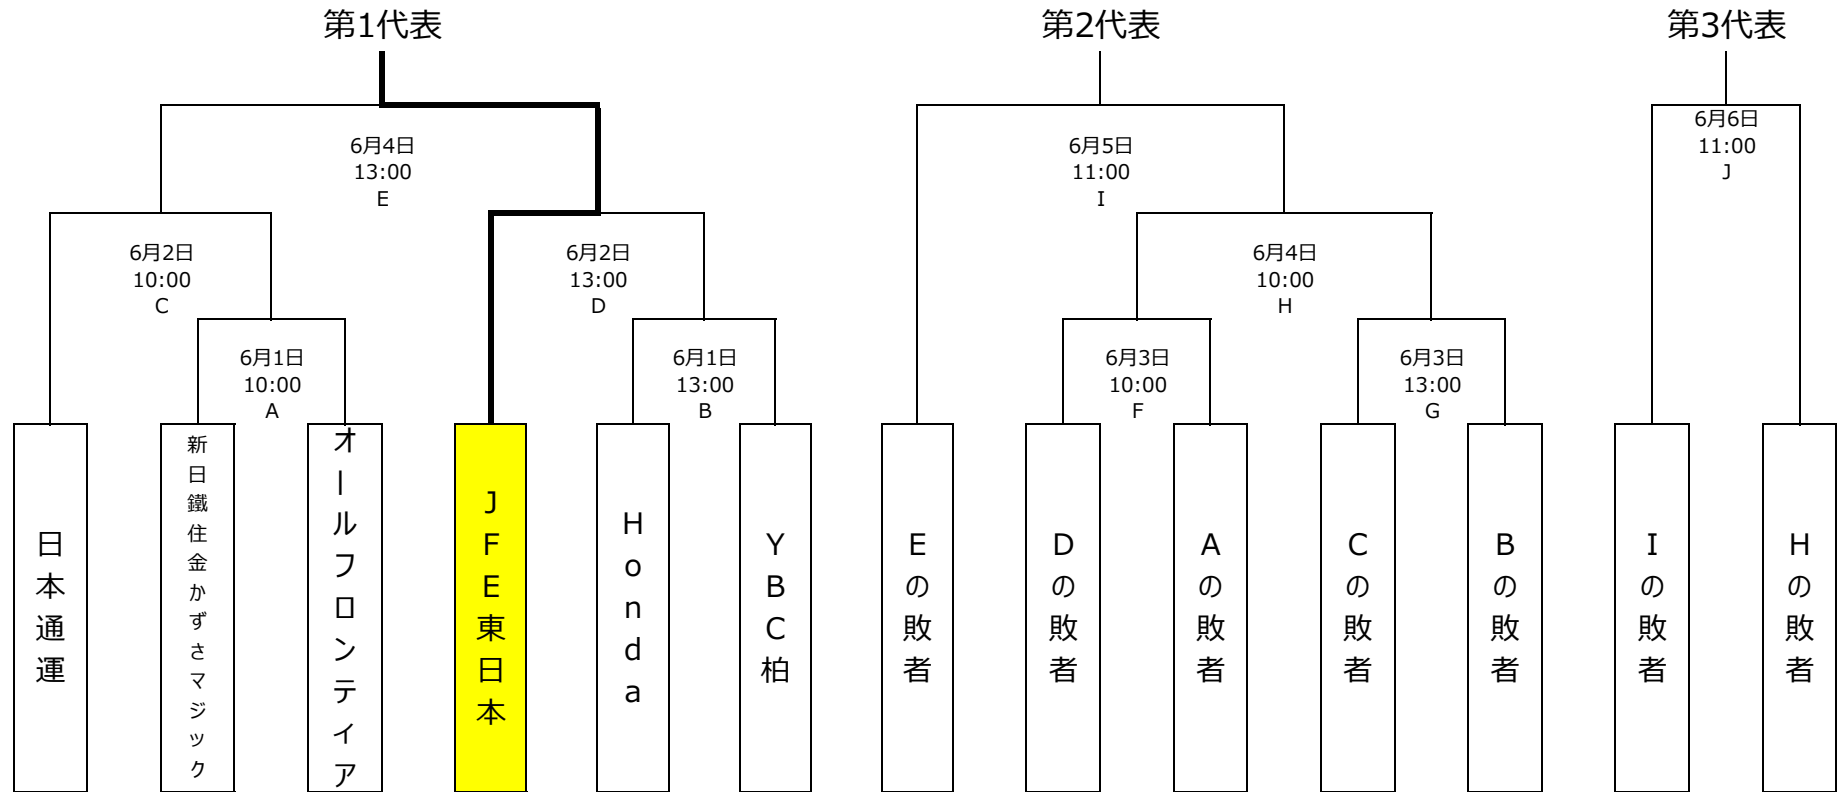 第1代表
第2代表
第3代表
6月4日
13:00
E
6月5日
11:00
I
6月6日
11:00
J
6月2日
10:00
C
6月2日
13:00
D
6月4日
10:00
H
6月1日
10:00
A
6月1日
13:00
B
6月3日
10:00
F
6月3日
13:00
G
日本通運
新日鐵住金かずさマジック
オールフロンティア
JFE東日本
Honda
YBC柏
Eの敗者
Dの敗者
Aの敗者
Cの敗者
Bの敗者
Iの敗者
Hの敗者